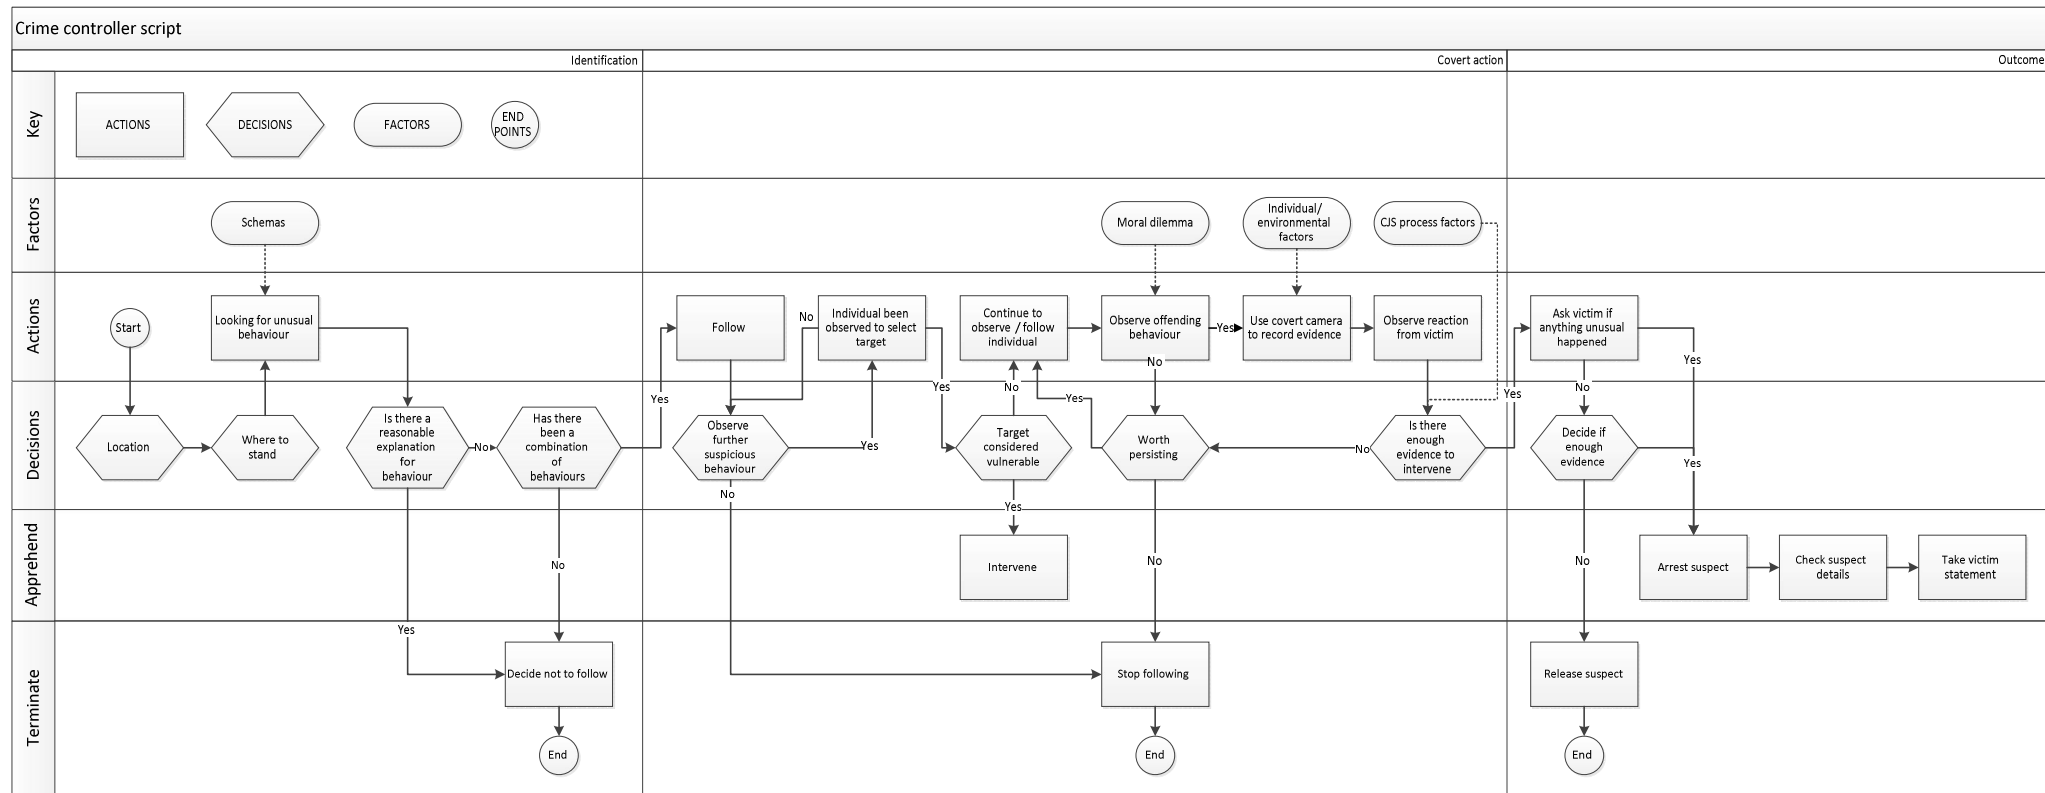 Crime controller script
Identification
Covert action
Outcome
Key
ACTIONS
DECISIONS
FACTORS
END
POINTS
Factors
Schemas
Moral dilemma
Individual/
environmental
factors
CJS process factors
Actions
Start
Looking for unusual
behaviour
Follow
No
Individual been
observed to select
target
Continue to
observe / follow
individual
Observe offending
behaviour
Yes
Use covert camera
to record evidence
Observe reaction
from victim
Ask victim if
anything unusual
happened
Yes
No
Yes
No
Yes
No
Yes
Yes
Decisions
Location
Where to
stand
Is there a
reasonable
explanation
for
behaviour
No
Has there
been a
combination
of
behaviours
Yes
Observe
further
suspicious
behaviour
Yes
Target
considered
vulnerable
Worth
persisting
No
Is there
enough
evidence to
intervene
Decide if
enough
evidence
Yes
No
Yes
Apprehend
No
Intervene
No
No
Arrest suspect
Check suspect
details
Take victim
statement
Yes
Terminate
Decide not to follow
Stop following
Release suspect
End
End
End